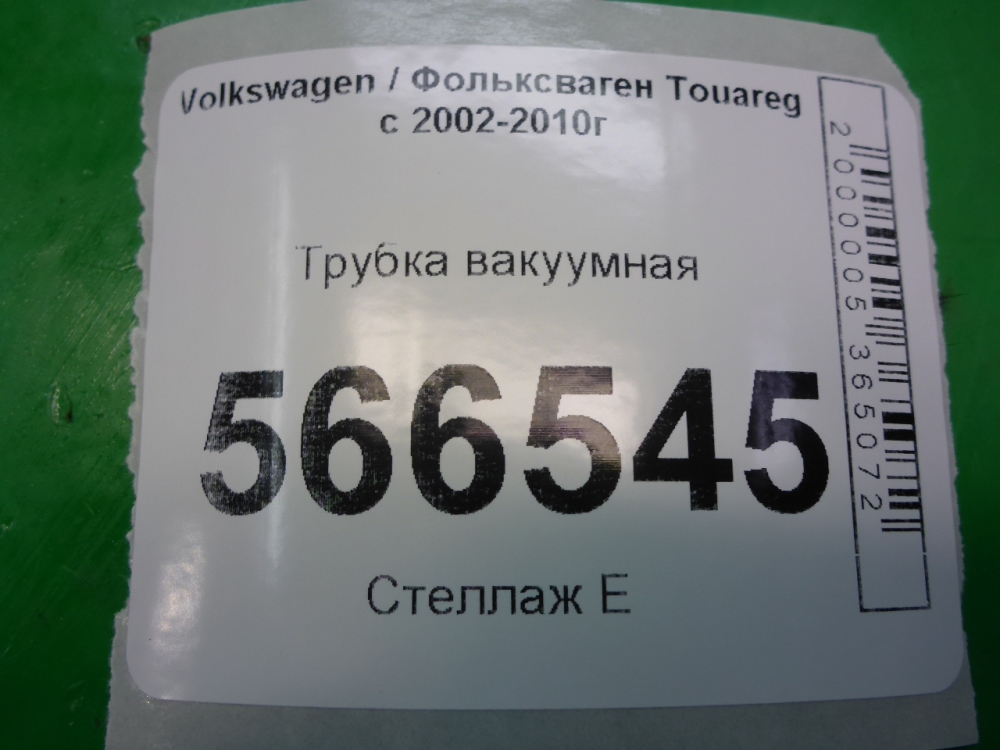 Volkswagen / Фольксваген Touareg
с 2002-2010г
Трубка вакуумная
566545
Стеллаж Е
2000005365072